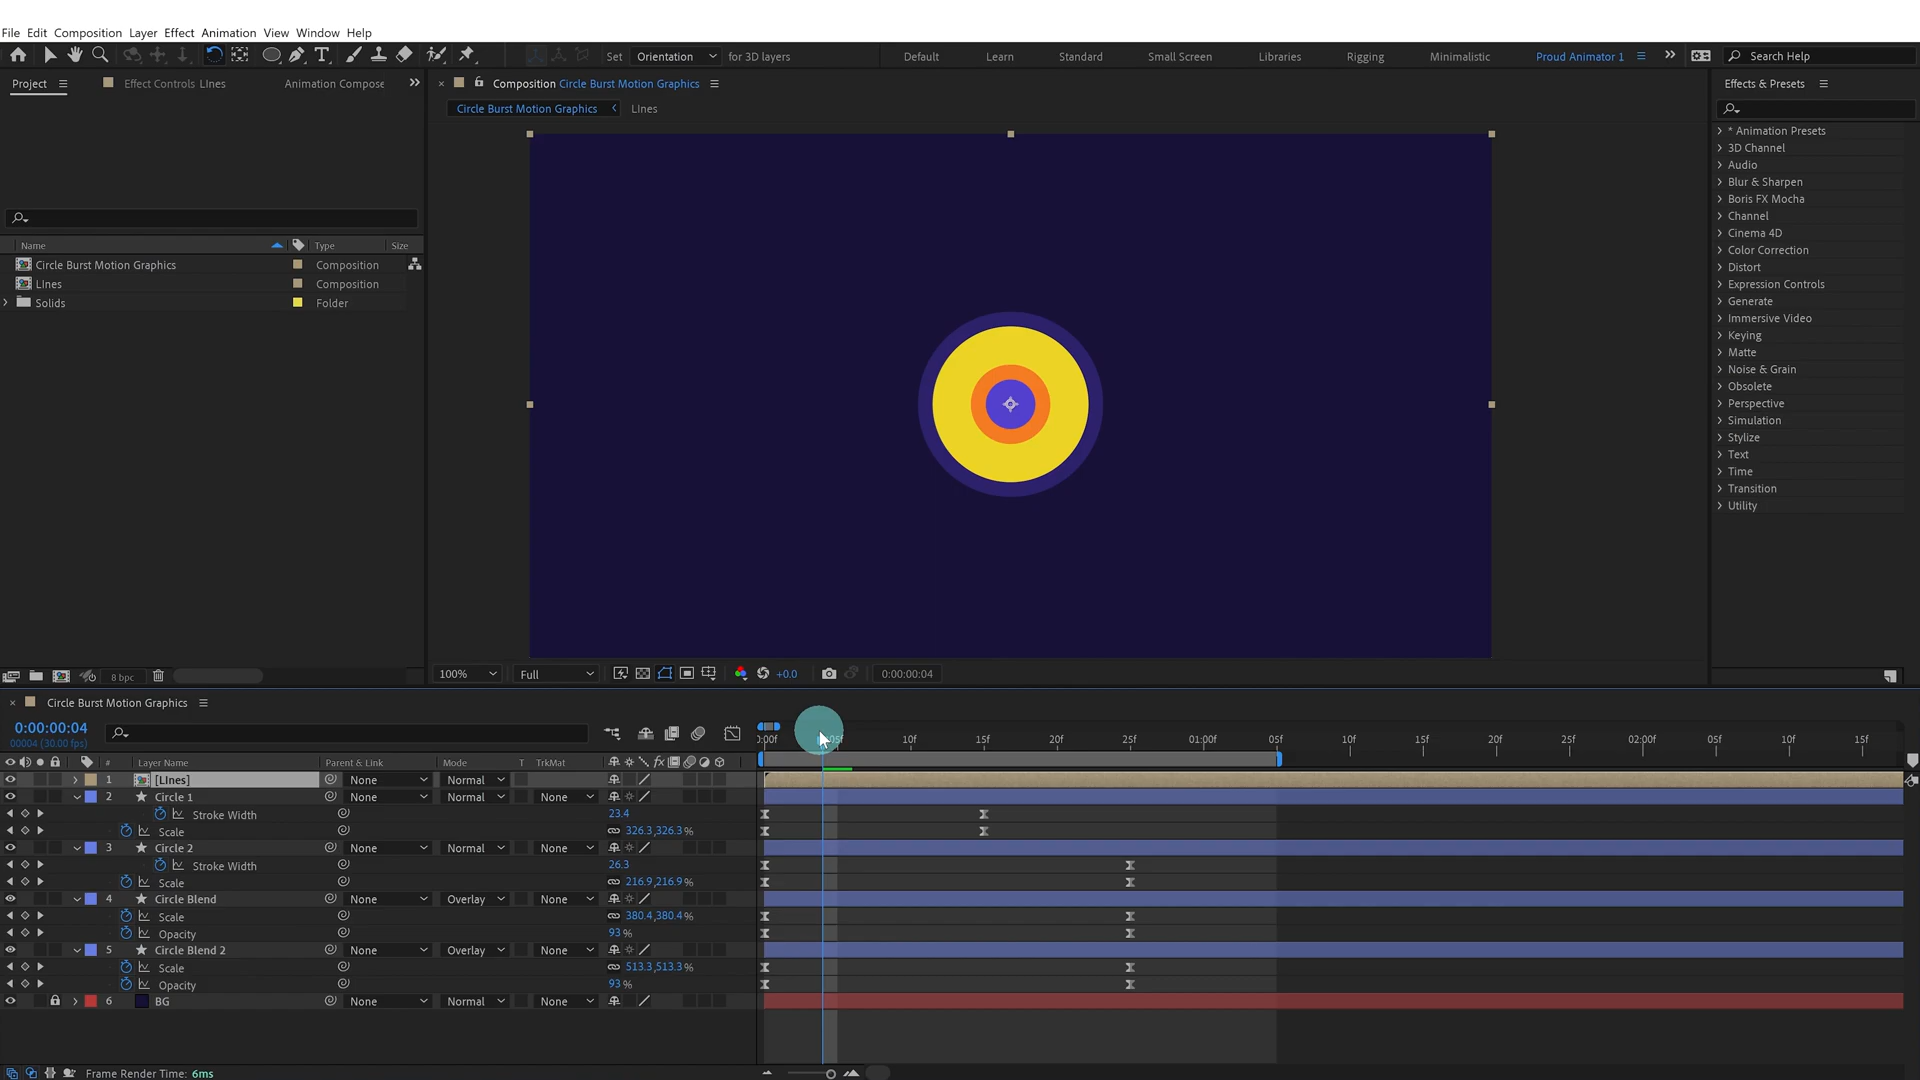 File Edit Composition Layer Effect Animation View Window Help
Set Orientation for 3D layers Default Learn Standard Small Screen Libraries Rigging Minimalistic Proud Animator 1 Search Help
Project Effect Controls LInes Animation Compose
Composition Circle Burst Motion Graphics
Effects & Presets
Circle Burst Motion Graphics LInes
* Animation Presets
3D Channel
Audio
Blur & Sharpen
Boris FX Mocha
Channel
Cinema 4D
Color Correction
Distort
Expression Controls
Generate
Immersive Video
Keying
Matte
Noise & Grain
Obsolete
Perspective
Simulation
Stylize
Text
Time
Transition
Utility
Name Type Size
Circle Burst Motion Graphics Composition
LInes Composition
Solids Folder
8 bpc
100% Full +0.0 0:00:00:04
Circle Burst Motion Graphics
0:00:00:04
00004 (30.00 fps)
0:00f 05f 10f 15f 20f 25f 01:00f 05f 10f 15f 20f 25f 02:00f 05f 10f 15f
# Layer Name Parent & Link Mode T TrkMat
1 [LInes] None Normal
2 Circle 1 None Normal None
Stroke Width 23.4
Scale 326.3,326.3%
3 Circle 2 None Normal None
Stroke Width 26.3
Scale 216.9,216.9%
4 Circle Blend None Overlay None
Scale 380.4,380.4%
Opacity 93%
5 Circle Blend 2 None Overlay None
Scale 513.3,513.3%
Opacity 93%
6 BG None Normal None
Frame Render Time: 6ms